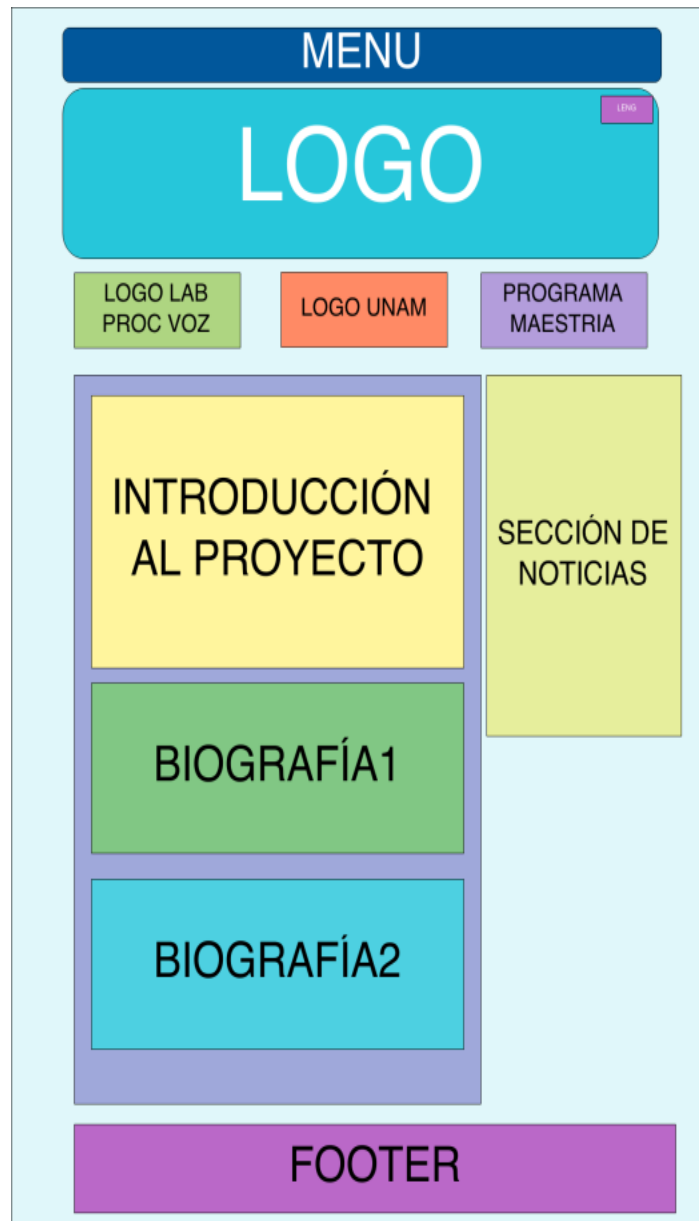 MENU
LENG
LOGO
LOGO LAB
PROC VOZ
LOGO UNAM
PROGRAMA
MAESTRIA
INTRODUCCIÓN
AL PROYECTO
SECCIÓN DE
NOTICIAS
BIOGRAFÍA1
BIOGRAFÍA2
FOOTER